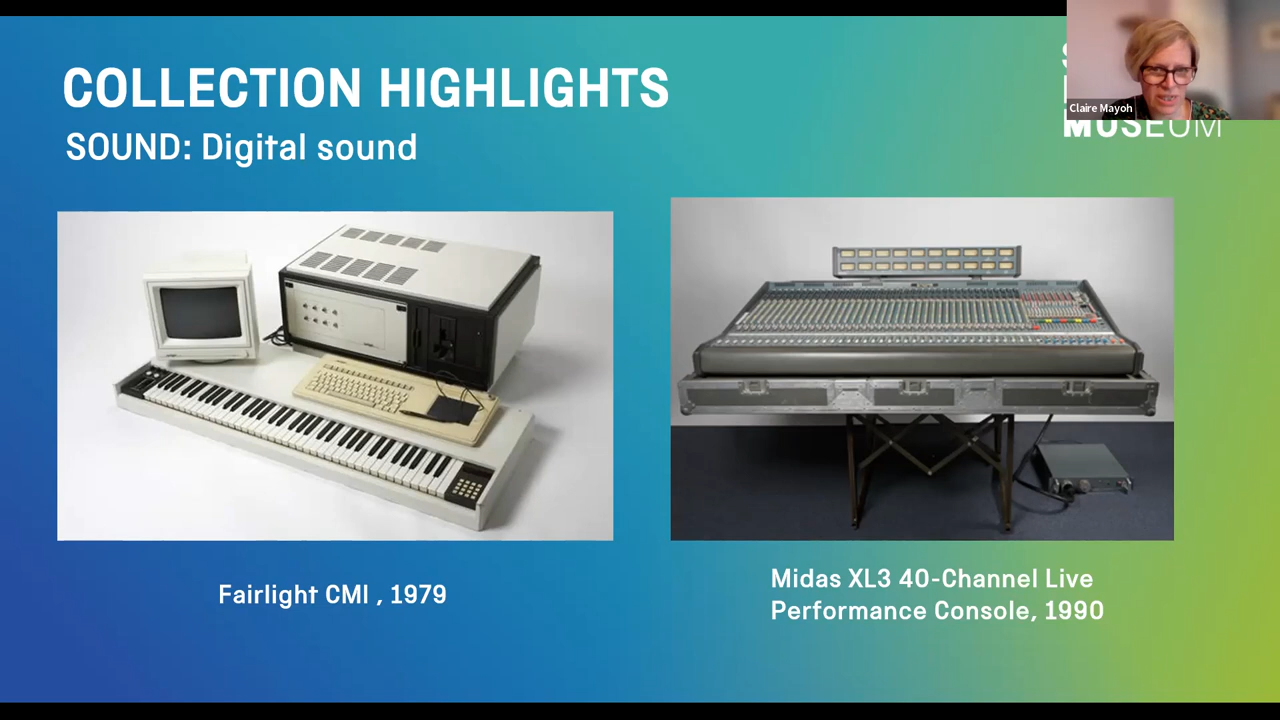 COLLECTION HIGHLIGHTS
SOUND: Digital sound
Claire Mayoh
MUSEUM
Fairlight CMI , 1979
Midas XL3 40-Channel Live
Performance Console, 1990